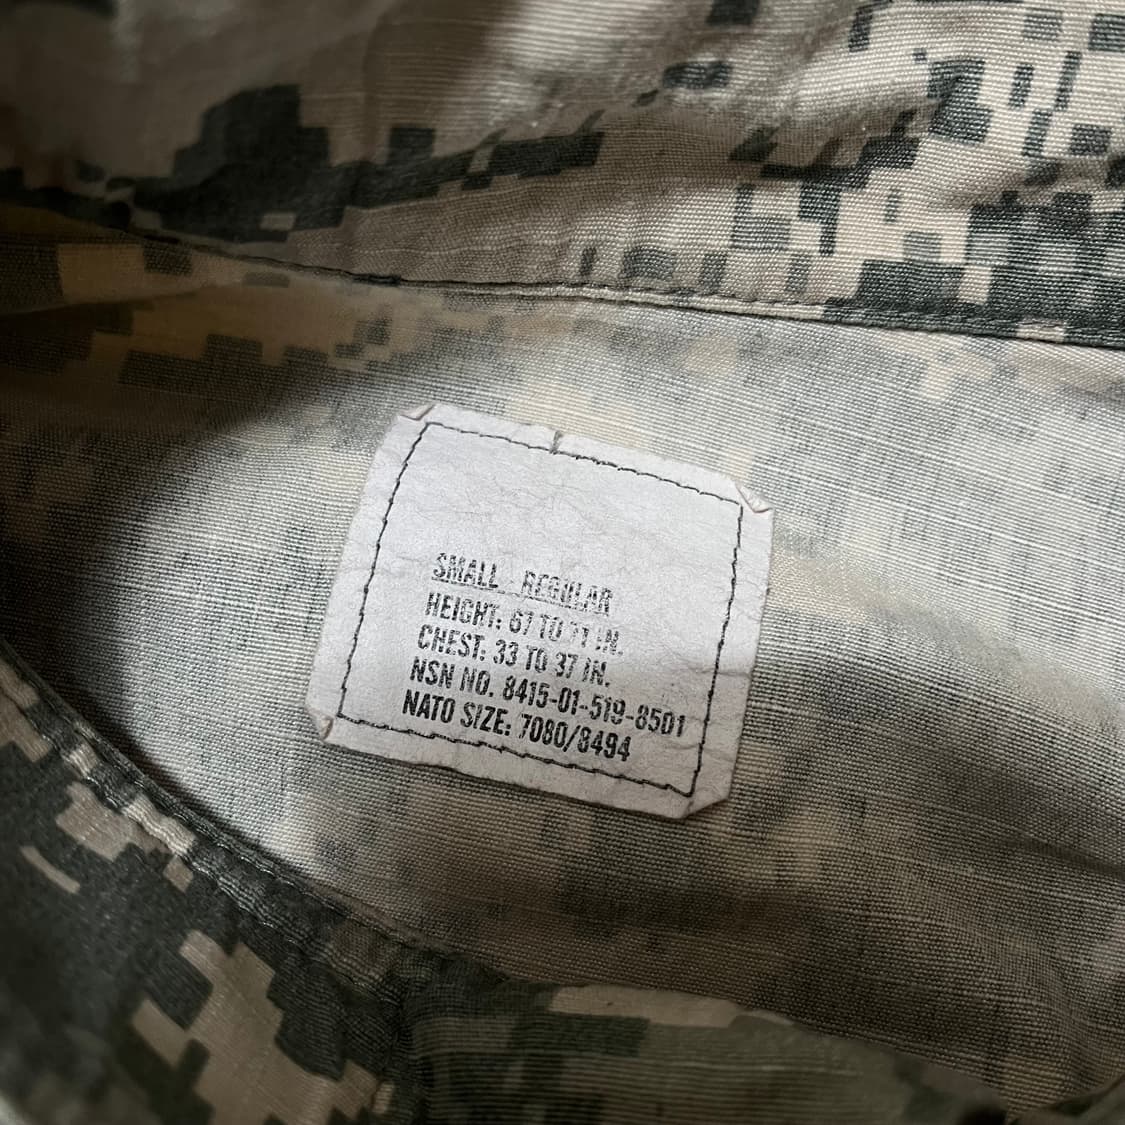 SMALL REGULAR
HEIGHT: 67 TO 71 IN.
CHEST: 33 TO 37 IN.
NSN NO. 8415-01-519-8501
NATO SIZE: 7080/8494